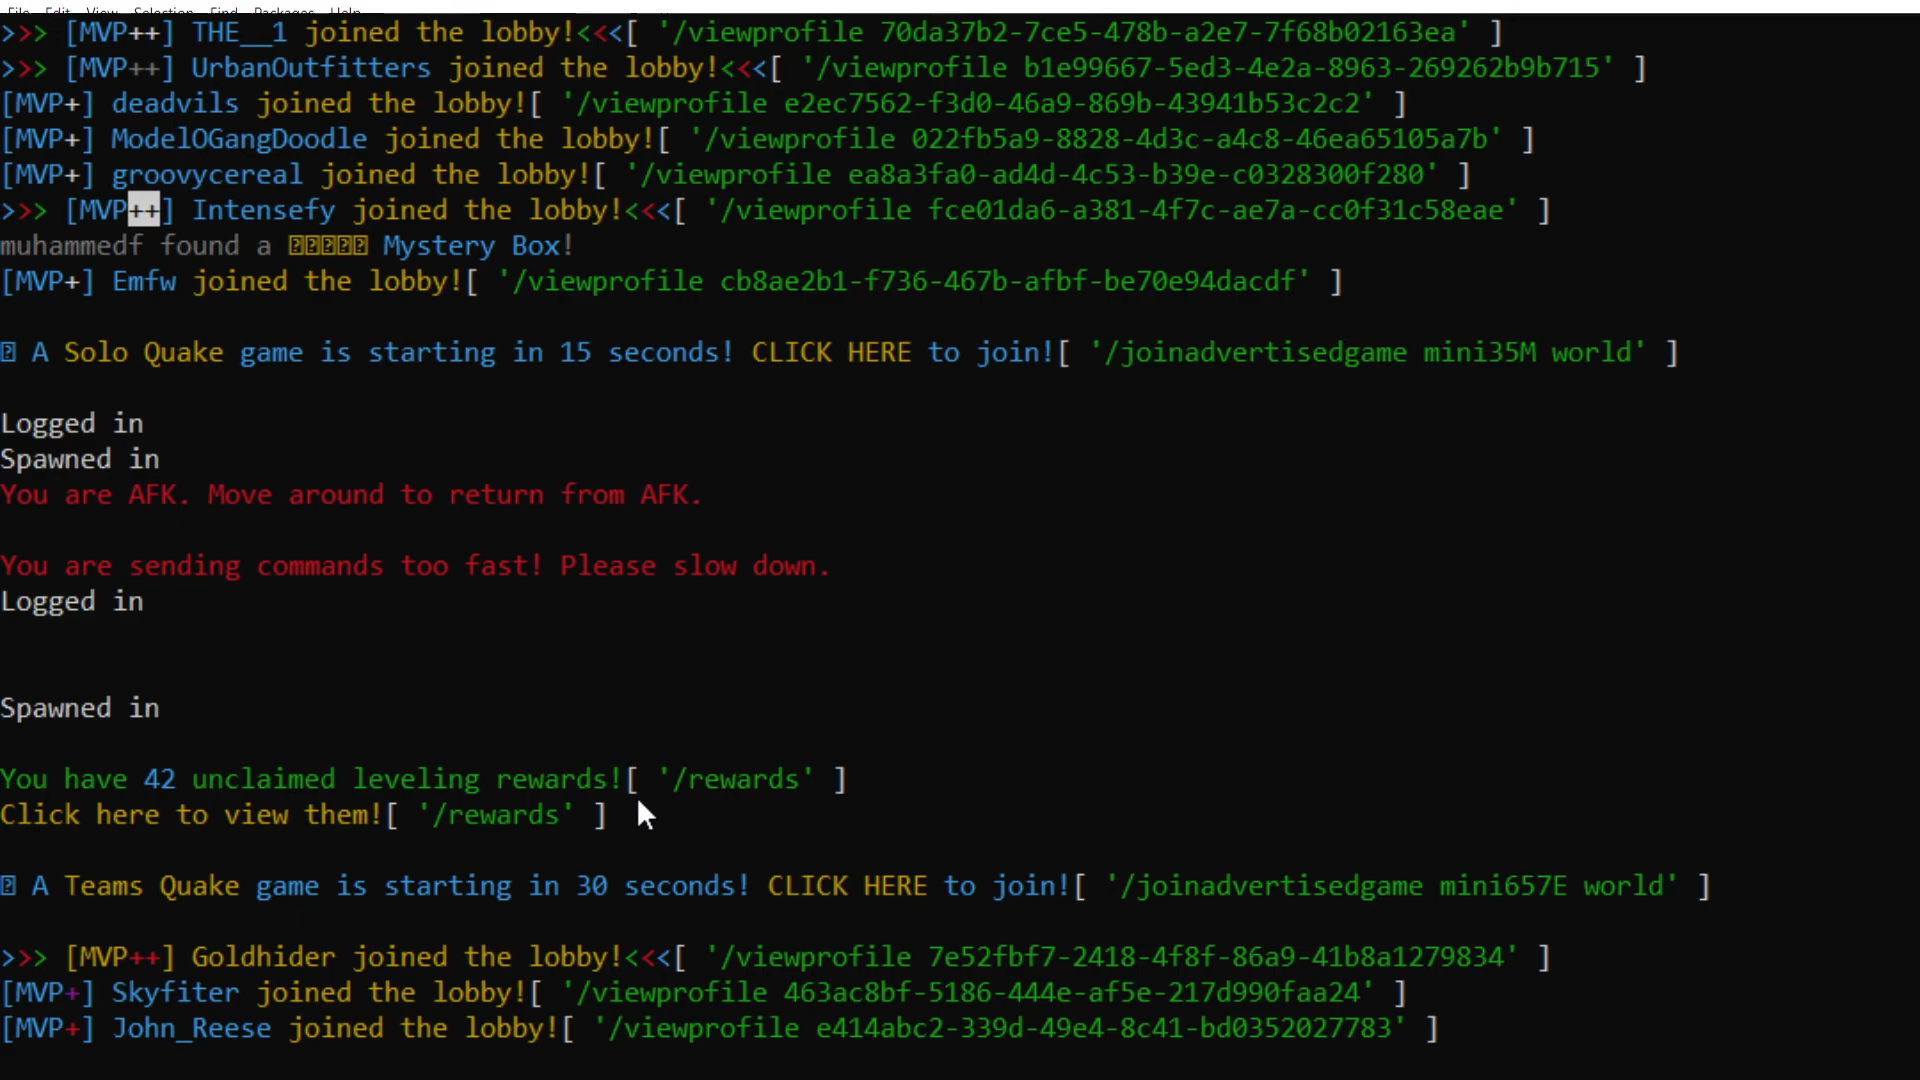 File Edit View Selection Find Packages Help
>>> [MVP++] THE__1 joined the lobby!<<<[ '/viewprofile 70da37b2-7ce5-478b-a2e7-7f68b02163ea' ]
>>> [MVP++] UrbanOutfitters joined the lobby!<<<[ '/viewprofile b1e99667-5ed3-4e2a-8963-269262b9b715' ]
[MVP+] deadvils joined the lobby![ '/viewprofile e2ec7562-f3d0-46a9-869b-43941b53c2c2' ]
[MVP+] ModelOGangDoodle joined the lobby![ '/viewprofile 022fb5a9-8828-4d3c-a4c8-46ea65105a7b' ]
[MVP+] groovycereal joined the lobby![ '/viewprofile ea8a3fa0-ad4d-4c53-b39e-c0328300f280' ]
>>> [MVP++] Intensefy joined the lobby!<<<[ '/viewprofile fce01da6-a381-4f7c-ae7a-cc0f31c58eae' ]
muhammedf found a Mystery Box!
[MVP+] Emfw joined the lobby![ '/viewprofile cb8ae2b1-f736-467b-afbf-be70e94dacdf' ]
A Solo Quake game is starting in 15 seconds! CLICK HERE to join![ '/joinadvertisedgame mini35M world' ]
Logged in
Spawned in
You are AFK. Move around to return from AFK.
You are sending commands too fast! Please slow down.
Logged in
Spawned in
You have 42 unclaimed leveling rewards![ '/rewards' ]
Click here to view them![ '/rewards' ]
A Teams Quake game is starting in 30 seconds! CLICK HERE to join![ '/joinadvertisedgame mini657E world' ]
>>> [MVP++] Goldhider joined the lobby!<<<[ '/viewprofile 7e52fbf7-2418-4f8f-86a9-41b8a1279834' ]
[MVP+] Skyfiter joined the lobby![ '/viewprofile 463ac8bf-5186-444e-af5e-217d990faa24' ]
[MVP+] John_Reese joined the lobby![ '/viewprofile e414abc2-339d-49e4-8c41-bd0352027783' ]